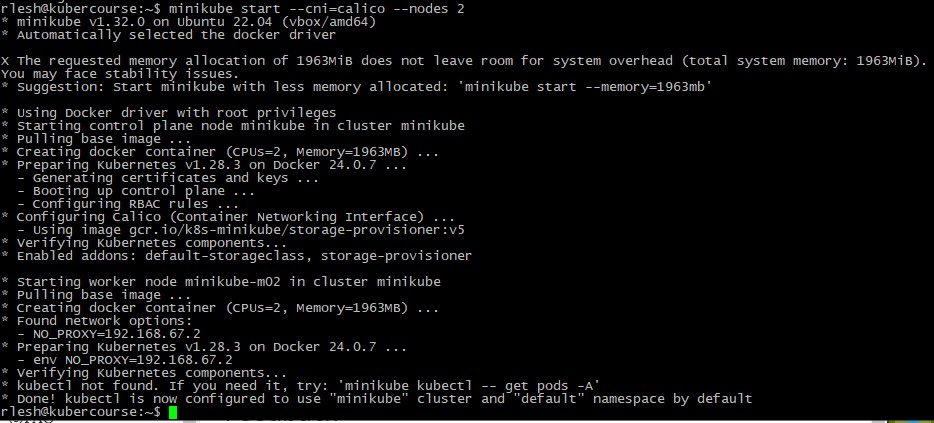 rlesh@kubercourse:~$ minikube start --cni=calico --nodes 2
* minikube v1.32.0 on Ubuntu 22.04 (vbox/amd64)
* Automatically selected the docker driver
X The requested memory allocation of 1963MiB does not leave room for system overhead (total system memory: 1963MiB).
You may face stability issues.
* Suggestion: Start minikube with less memory allocated: 'minikube start --memory=1963mb'
* Using Docker driver with root privileges
* Starting control plane node minikube in cluster minikube
* Pulling base image ...
* Creating docker container (CPUs=2, Memory=1963MB) ...
* Preparing Kubernetes v1.28.3 on Docker 24.0.7 ...
  - Generating certificates and keys ...
  - Booting up control plane ...
  - Configuring RBAC rules ...
* Configuring Calico (Container Networking Interface) ...
  - Using image gcr.io/k8s-minikube/storage-provisioner:v5
* Verifying Kubernetes components...
* Enabled addons: default-storageclass, storage-provisioner
* Starting worker node minikube-m02 in cluster minikube
* Pulling base image ...
* Creating docker container (CPUs=2, Memory=1963MB) ...
* Found network options:
  - NO_PROXY=192.168.67.2
* Preparing Kubernetes v1.28.3 on Docker 24.0.7 ...
  - env NO_PROXY=192.168.67.2
* Verifying Kubernetes components...
* kubectl not found. If you need it, try: 'minikube kubectl -- get pods -A'
* Done! kubectl is now configured to use "minikube" cluster and "default" namespace by default
rlesh@kubercourse:~$